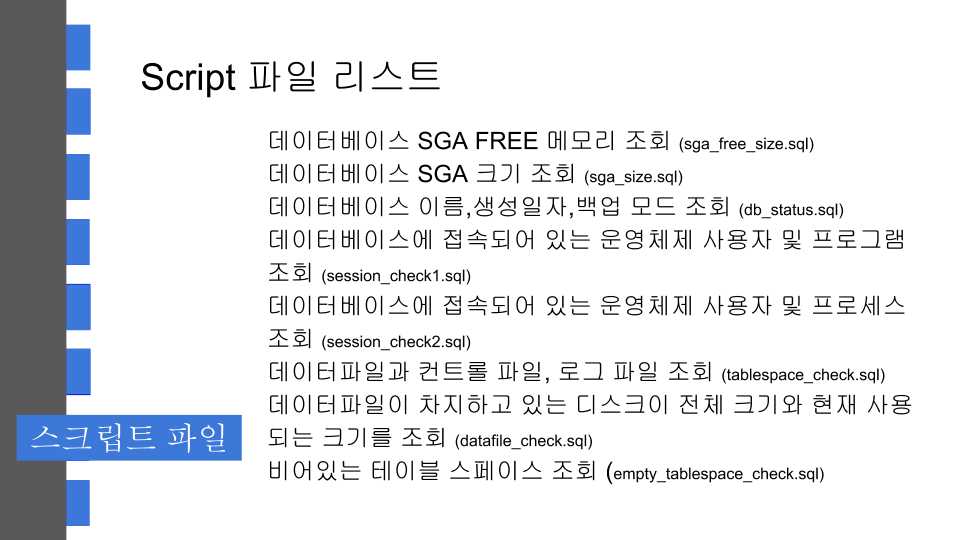 Script 파일 리스트
데이터베이스 SGA FREE 메모리 조회 (sga_free_size.sql)
데이터베이스 SGA 크기 조회 (sga_size.sql)
데이터베이스 이름,생성일자,백업 모드 조회 (db_status.sql)
데이터베이스에 접속되어 있는 운영체제 사용자 및 프로그램
조회 (session_check1.sql)
데이터베이스에 접속되어 있는 운영체제 사용자 및 프로세스
조회 (session_check2.sql)
데이터파일과 컨트롤 파일, 로그 파일 조회 (tablespace_check.sql)
데이터파일이 차지하고 있는 디스크이 전체 크기와 현재 사용
되는 크기를 조회 (datafile_check.sql)
비어있는 테이블 스페이스 조회 (empty_tablespace_check.sql)
스크립트 파일